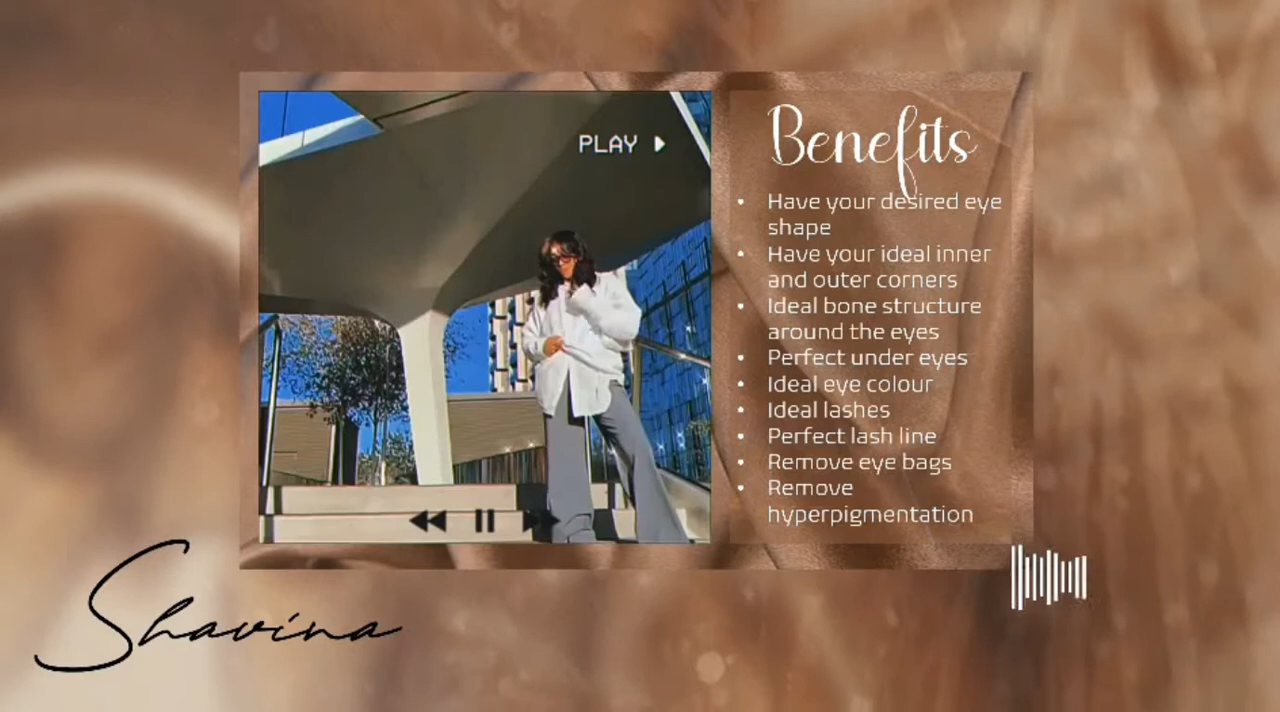 PLAY
Benefits
• Have your desired eye
shape
• Have your ideal inner
and outer corners
• Ideal bone structure
around the eyes
• Perfect under eyes
• Ideal eye colour
• Ideal lashes
• Perfect lash line
• Remove eye bags
• Remove
hyperpigmentation
Shavina